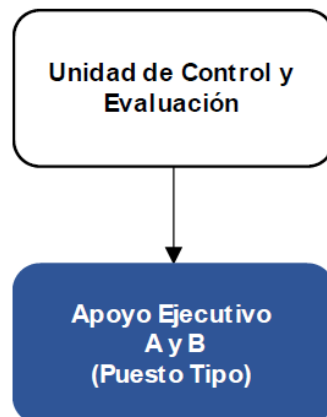 Unidad de Control y
Evaluación
Apoyo Ejecutivo
A y B
(Puesto Tipo)